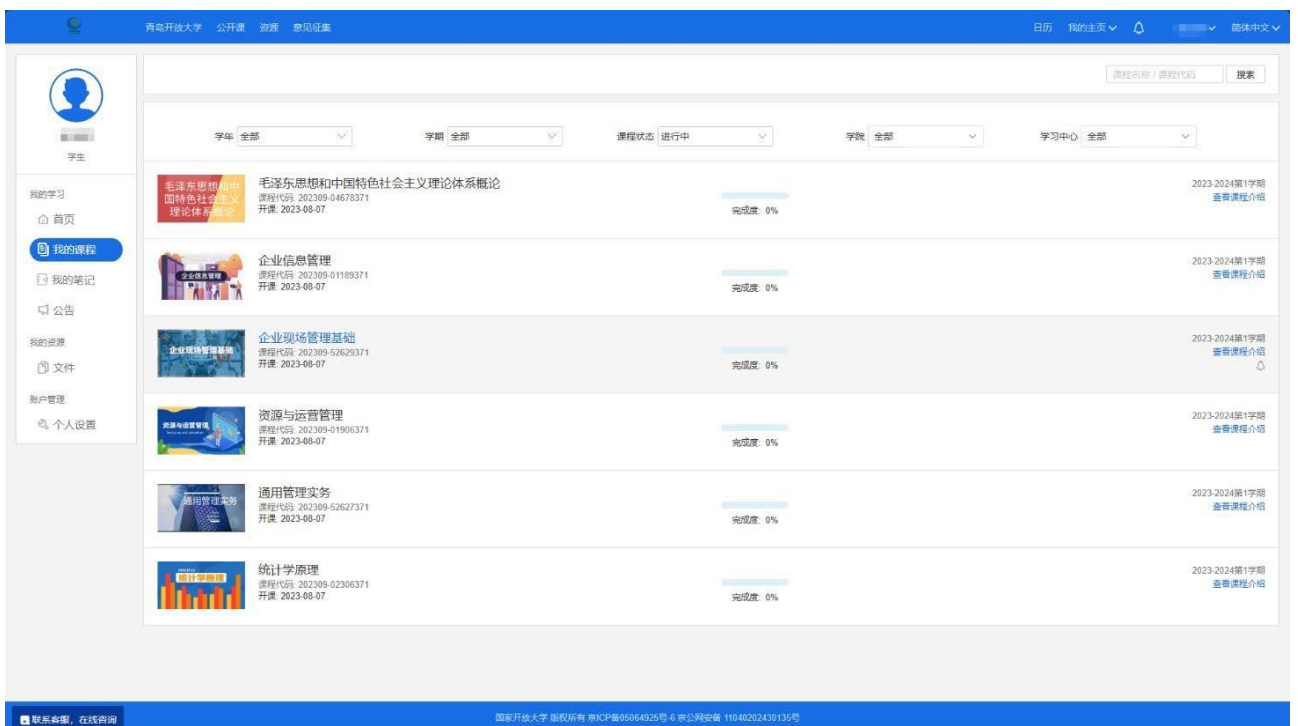 青岛开放大学 公开课 资源 意见征集 日历 我的主页 简体中文
课程名称 / 课程代码 搜索
学生
学年 全部 学期 全部 课程状态 进行中 学院 全部 学习中心 全部
我的学习
首页
我的课程
我的笔记
公告
我的资源
文件
账户管理
个人设置
毛泽东思想和中
国特色社会主义
理论体系概论
毛泽东思想和中国特色社会主义理论体系概论
课程代码: 202309-04678371
开课: 2023-08-07
完成度: 0%
2023-2024第1学期
查看课程介绍
企业信息管理
企业信息管理
课程代码: 202309-01189371
开课: 2023-08-07
完成度: 0%
2023-2024第1学期
查看课程介绍
企业现场管理基础
企业现场管理基础
课程代码: 202309-52629371
开课: 2023-08-07
完成度: 0%
2023-2024第1学期
查看课程介绍
资源与运营管理
资源与运营管理
课程代码: 202309-01906371
开课: 2023-08-07
完成度: 0%
2023-2024第1学期
查看课程介绍
通用管理实务
通用管理实务
课程代码: 202309-52627371
开课: 2023-08-07
完成度: 0%
2023-2024第1学期
查看课程介绍
统计学原理
统计学原理
课程代码: 202309-02306371
开课: 2023-08-07
完成度: 0%
2023-2024第1学期
查看课程介绍
联系客服，在线咨询
国家开放大学 版权所有 京ICP备05064925号-6 京公网安备 11040202430135号